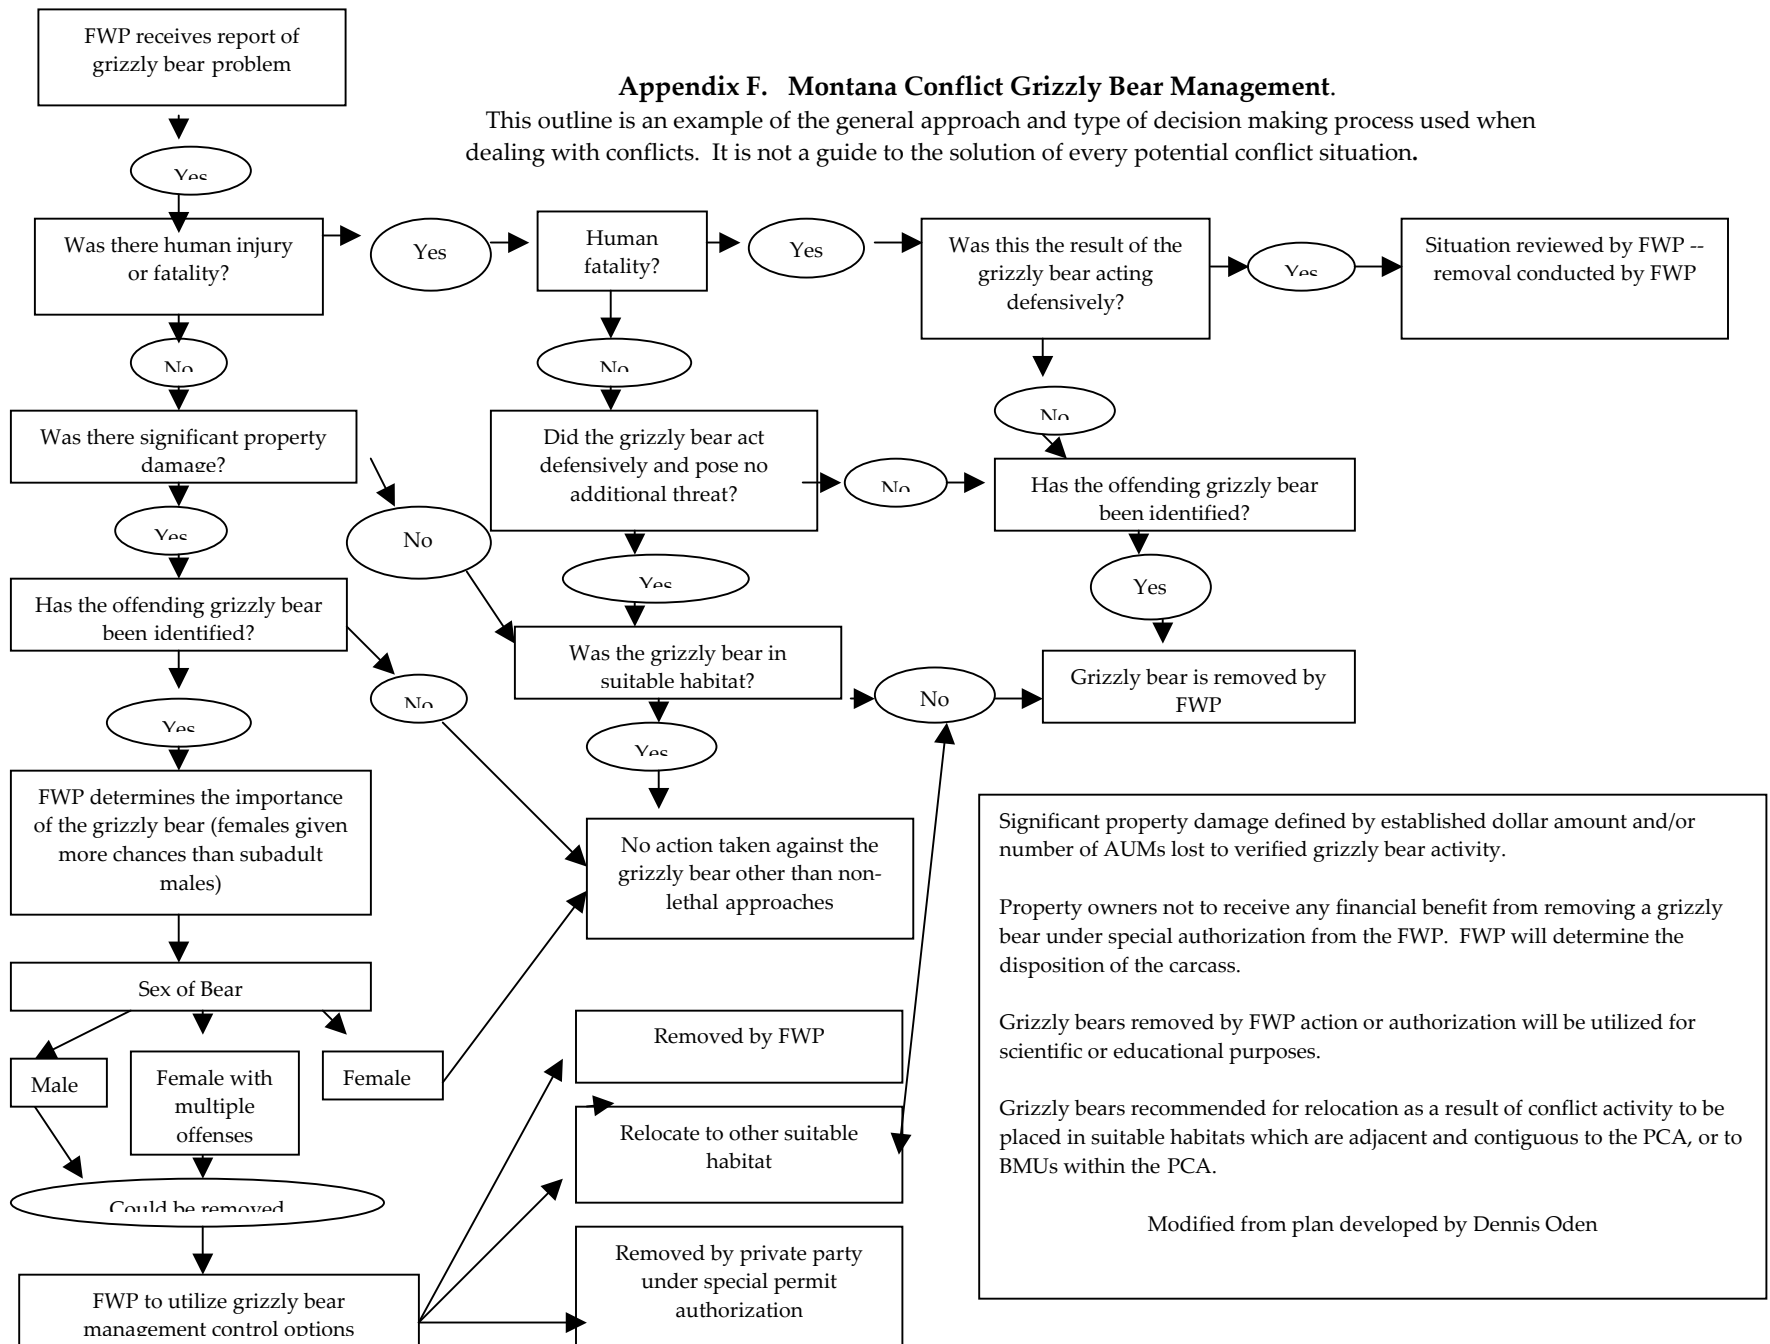 FWP receives report of
grizzly bear problem
Appendix F. Montana Conflict Grizzly Bear Management.
This outline is an example of the general approach and type of decision making process used when
dealing with conflicts. It is not a guide to the solution of every potential conflict situation.
Yes
Was there human injury
or fatality?
Yes
Human
fatality?
Yes
Was this the result of the
grizzly bear acting
defensively?
Yes
Situation reviewed by FWP --
removal conducted by FWP
No
No
No
Was there significant property
damage?
Did the grizzly bear act
defensively and pose no
additional threat?
No
Has the offending grizzly bear
been identified?
Yes
No
Yes
Yes
Has the offending grizzly bear
been identified?
Was the grizzly bear in
suitable habitat?
No
Grizzly bear is removed by
FWP
No
Yes
Yes
FWP determines the importance
of the grizzly bear (females given
more chances than subadult
males)
No action taken against the
grizzly bear other than non-
lethal approaches
Sex of Bear
Male
Female with
multiple
offenses
Female
Could be removed
FWP to utilize grizzly bear
management control options
Removed by FWP
Relocate to other suitable
habitat
Removed by private party
under special permit
authorization
Significant property damage defined by established dollar amount and/or
number of AUMs lost to verified grizzly bear activity.
Property owners not to receive any financial benefit from removing a grizzly
bear under special authorization from the FWP. FWP will determine the
disposition of the carcass.
Grizzly bears removed by FWP action or authorization will be utilized for
scientific or educational purposes.
Grizzly bears recommended for relocation as a result of conflict activity to be
placed in suitable habitats which are adjacent and contiguous to the PCA, or to
BMUs within the PCA.
Modified from plan developed by Dennis Oden